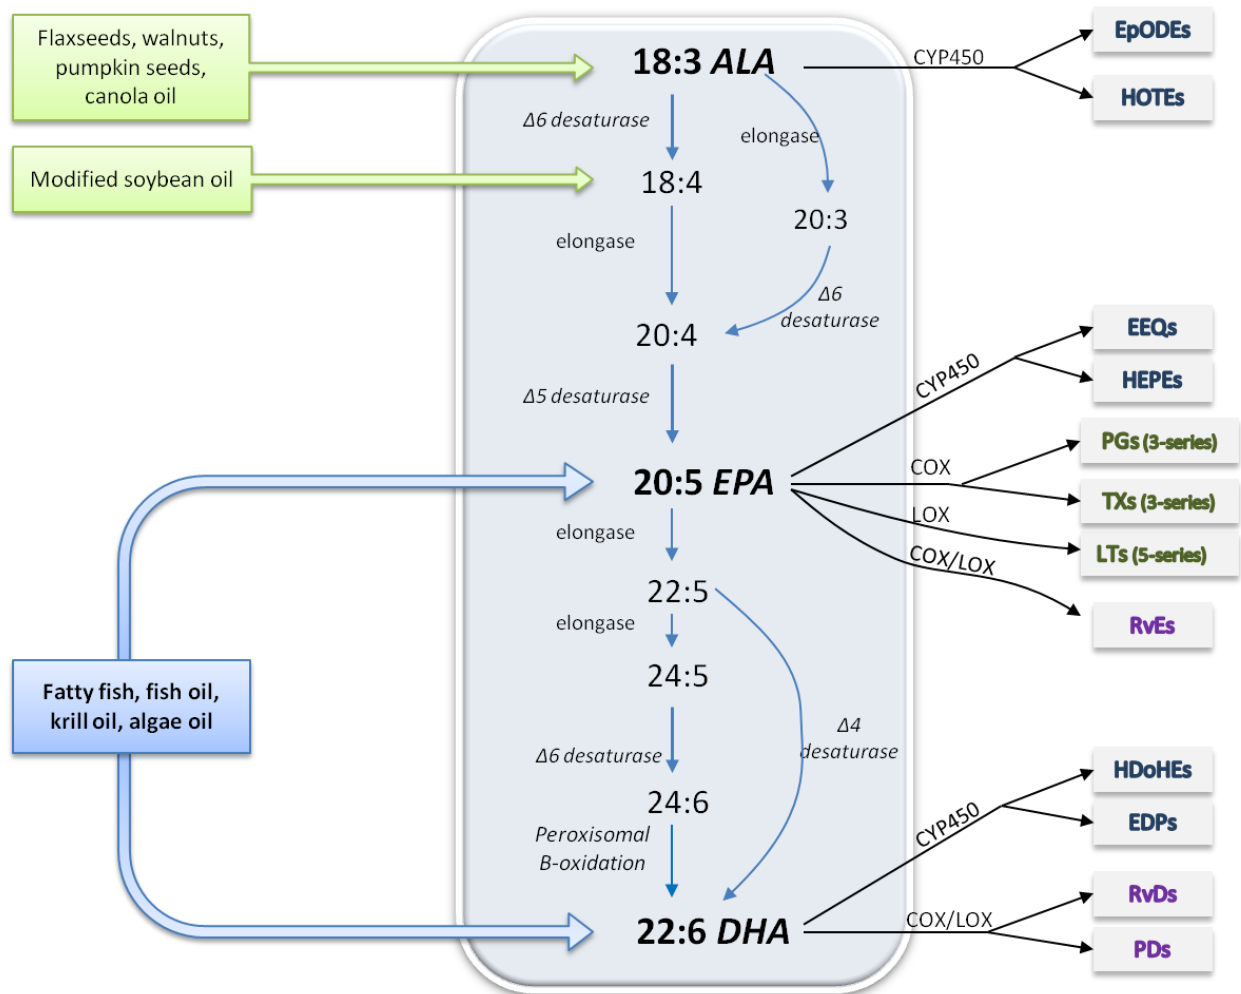 Flaxseeds, walnuts,
pumpkin seeds,
canola oil
Modified soybean oil
Fatty fish, fish oil,
krill oil, algae oil
18:3 ALA
Δ6 desaturase
elongase
18:4
20:3
elongase
Δ6
desaturase
20:4
Δ5 desaturase
20:5 EPA
elongase
22:5
elongase
24:5
Δ4
desaturase
Δ6 desaturase
24:6
Peroxisomal
B-oxidation
22:6 DHA
CYP450
EpODEs
HOTEs
CYP450
EEQs
HEPEs
COX
PGs (3-series)
TXs (3-series)
LOX
LTs (5-series)
COX/LOX
RvEs
CYP450
HDoHEs
EDPs
COX/LOX
RvDs
PDs